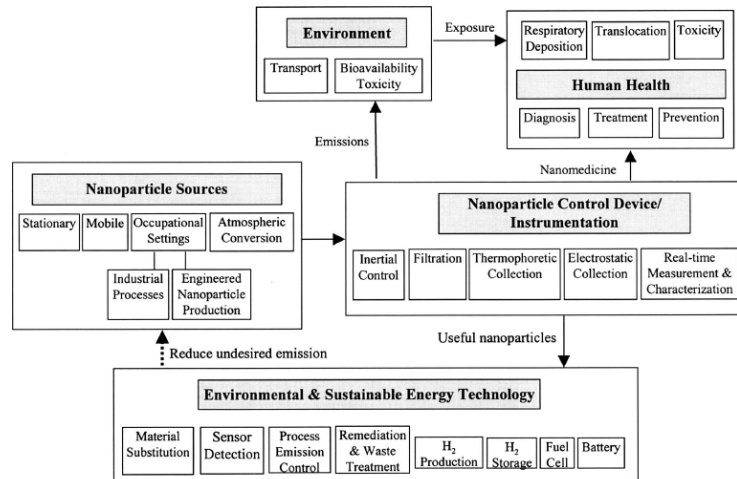 Environment
Transport
Bioavailability
Toxicity
Exposure
Respiratory
Deposition
Translocation
Toxicity
Human Health
Diagnosis
Treatment
Prevention
Emissions
Nanomedicine
Nanoparticle Sources
Stationary
Mobile
Occupational
Settings
Atmospheric
Conversion
Industrial
Processes
Engineered
Nanoparticle
Production
Nanoparticle Control Device/
Instrumentation
Inertial
Control
Filtration
Thermophoretic
Collection
Electrostatic
Collection
Real-time
Measurement &
Characterization
Reduce undesired emission
Useful nanoparticles
Environmental & Sustainable Energy Technology
Material
Substitution
Sensor
Detection
Process
Emission
Control
Remediation
& Waste
Treatment
H2
Production
H2
Storage
Fuel
Cell
Battery